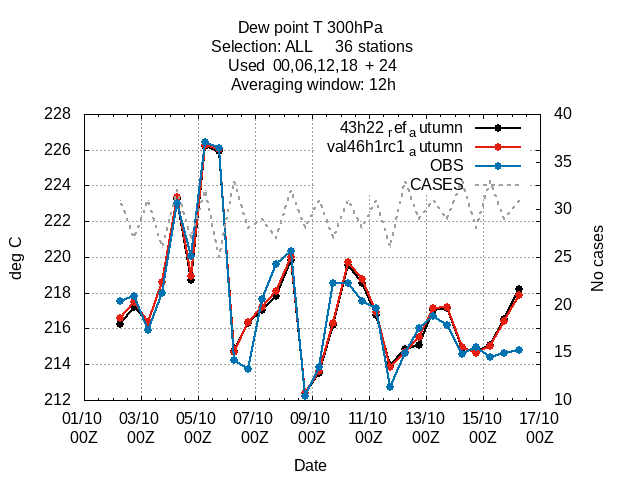 Dew point T 300hPa
Selection: ALL 36 stations
Used 00,06,12,18 + 24
Averaging window: 12h
228
226
224
222
220
218
216
214
212
40
35
30
25
20
15
10
43h22 refautumn
val46h1rc1autumn
OBS
CASES
deg C
No cases
01/10 03/10 05/10 07/10 09/10 11/10 13/10 15/10 17/10
00Z 00Z 00Z 00Z 00Z 00Z 00Z 00Z 00Z
Date